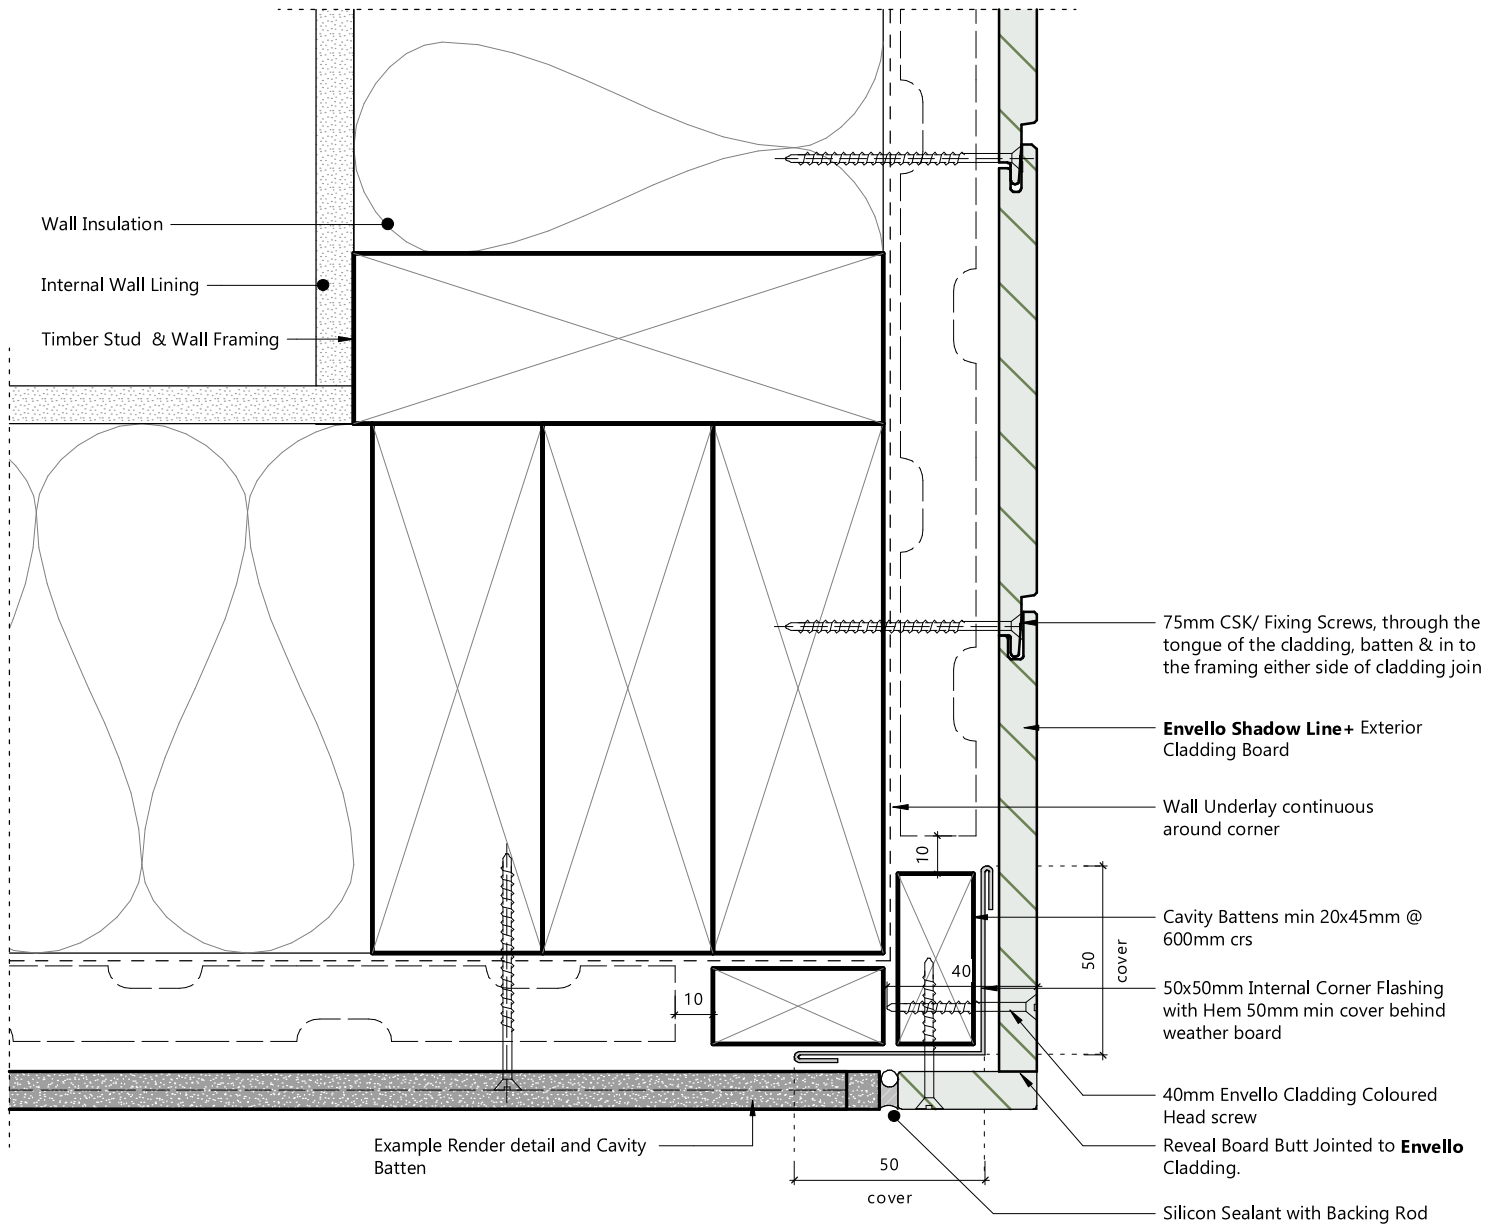 Wall Insulation
Internal Wall Lining
Timber Stud & Wall Framing
75mm CSK/ Fixing Screws, through the
tongue of the cladding, batten & in to
the framing either side of cladding join
Envello Shadow Line+ Exterior
Cladding Board
Wall Underlay continuous
around corner
10
Cavity Battens min 20x45mm @
600mm crs
50
cover
40
10
50x50mm Internal Corner Flashing
with Hem 50mm min cover behind
weather board
40mm Envello Cladding Coloured
Head screw
Example Render detail and Cavity
Batten
Reveal Board Butt Jointed to Envello
Cladding.
50
cover
Silicon Sealant with Backing Rod